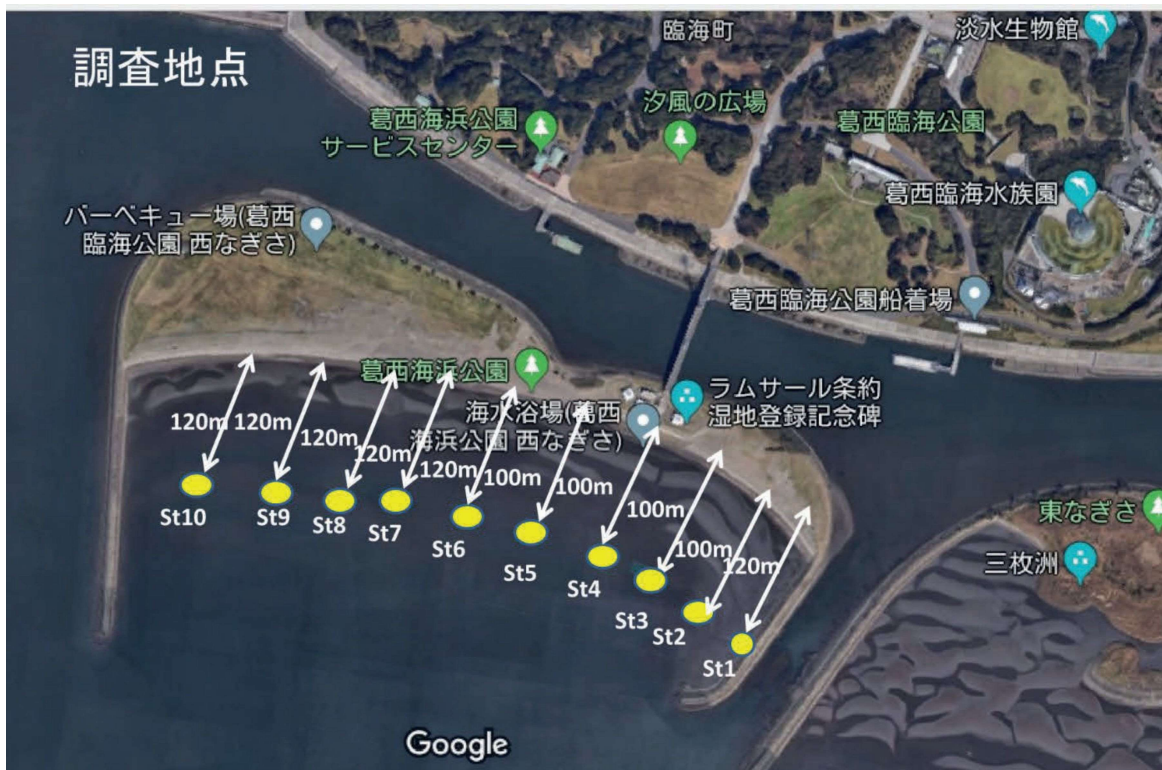 調査地点
臨海町
淡水生物館
汐風の広場
葛西海浜公園
サービスセンター
葛西臨海公園
葛西臨海水族園
バーベキュー場(葛西
臨海公園 西なぎさ)
葛西臨海公園船着場
葛西海浜公園
海水浴場(葛西
海浜公園 西なぎさ)
ラムサール条約
湿地登録記念碑
東なぎさ
三枚洲
120m
120m
120m
120m
120m
100m
100m
100m
100m
120m
St10
St9
St8
St7
St6
St5
St4
St3
St2
St1
Google